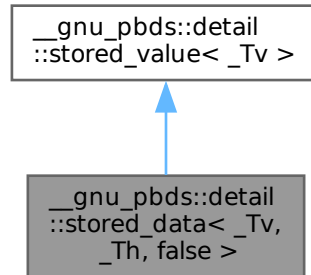 __gnu_pbds::detail
::stored_value< _Tv >
__gnu_pbds::detail
::stored_data< _Tv,
_Th, false >